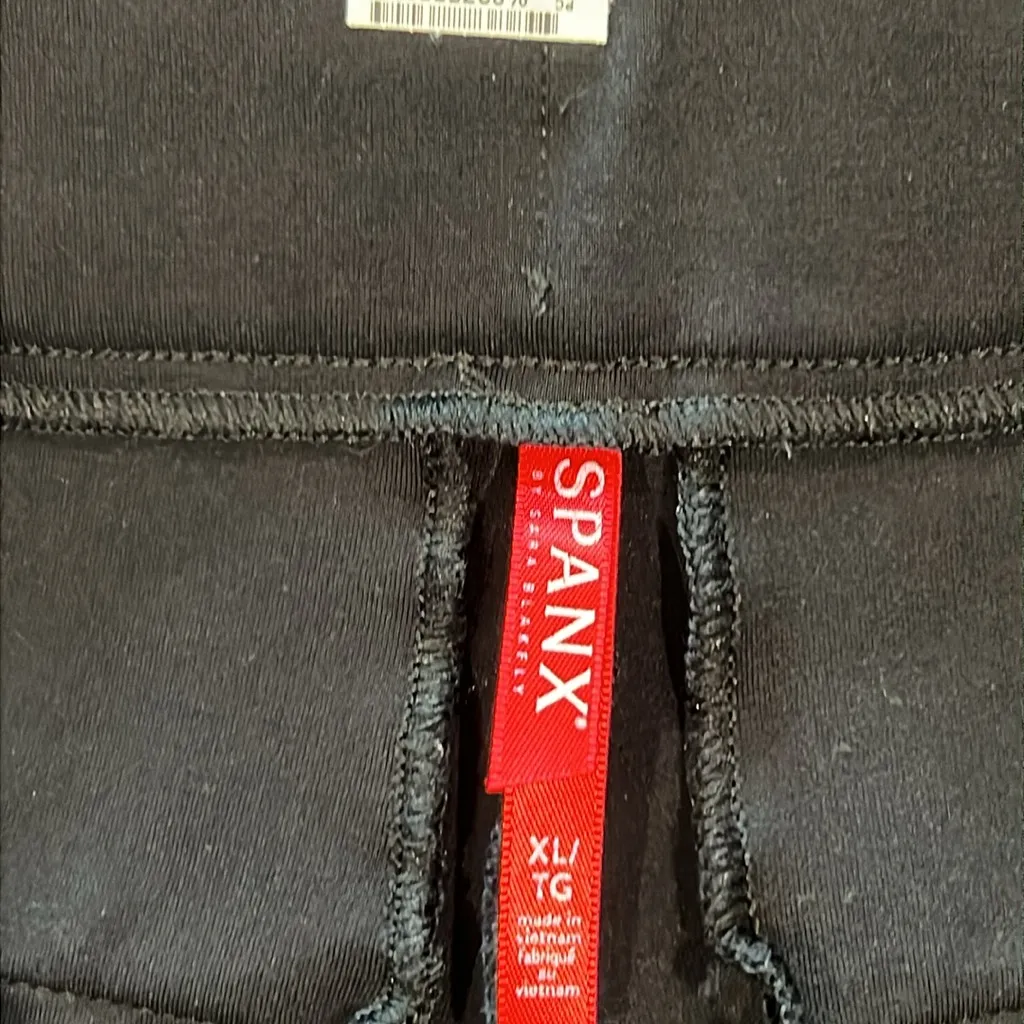 SPANX®
BY SARA BLAKELY
XL/
TG
made in
vietnam
fabriqué
au
vietnam